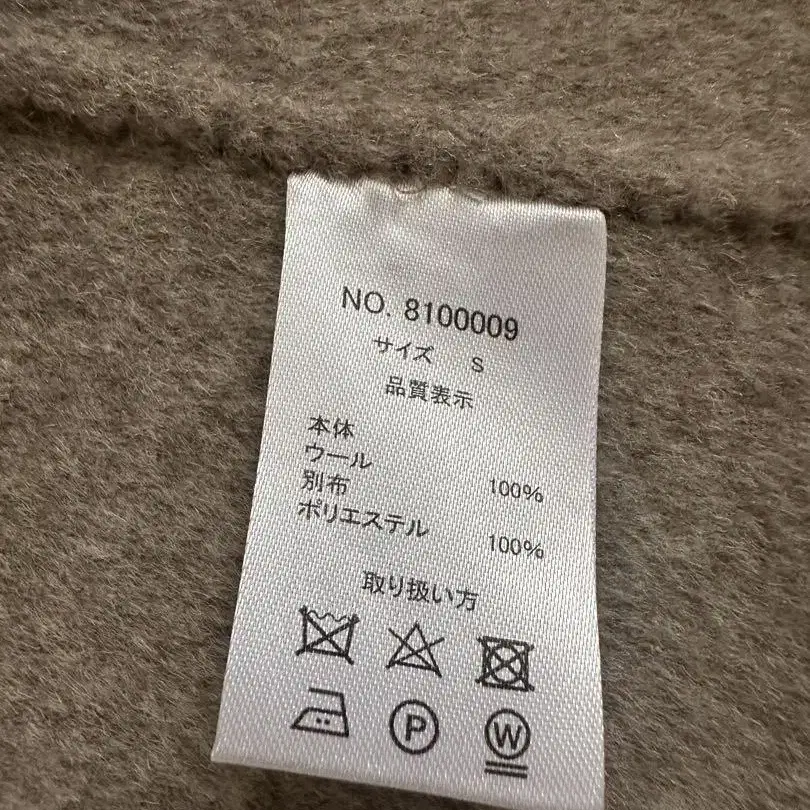 NO. 8100009
サイズ S
品質表示
本体
ウール 100%
別布
ポリエステル 100%
取り扱い方
P W